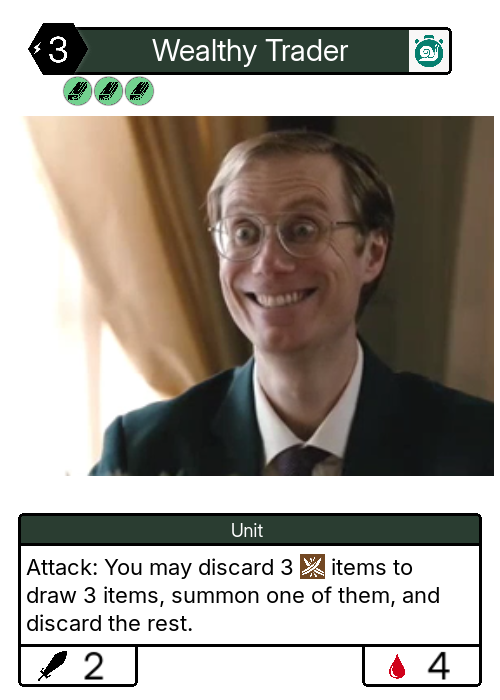 3
Wealthy Trader
Unit
Attack: You may discard 3 items to
draw 3 items, summon one of them, and
discard the rest.
2
4